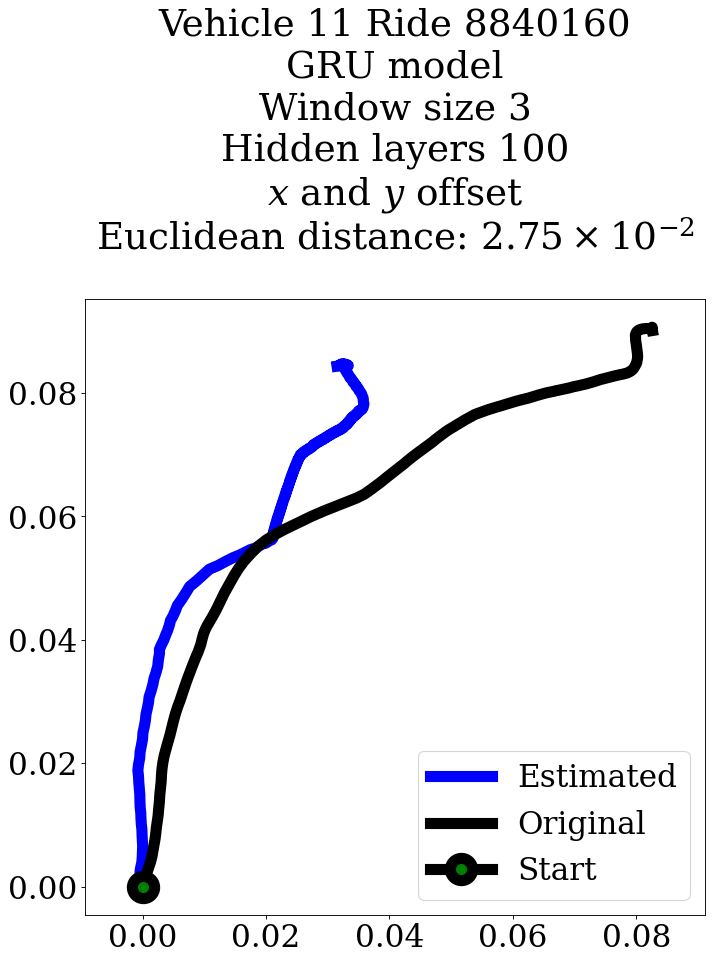 Vehicle 11 Ride 8840160
GRU model
Window size 3
Hidden layers 100
x and y offset
Euclidean distance: 2.75 × 10⁻²
0.08
0.06
0.04
0.02
0.00
Estimated
Original
Start
0.00 0.02 0.04 0.06 0.08